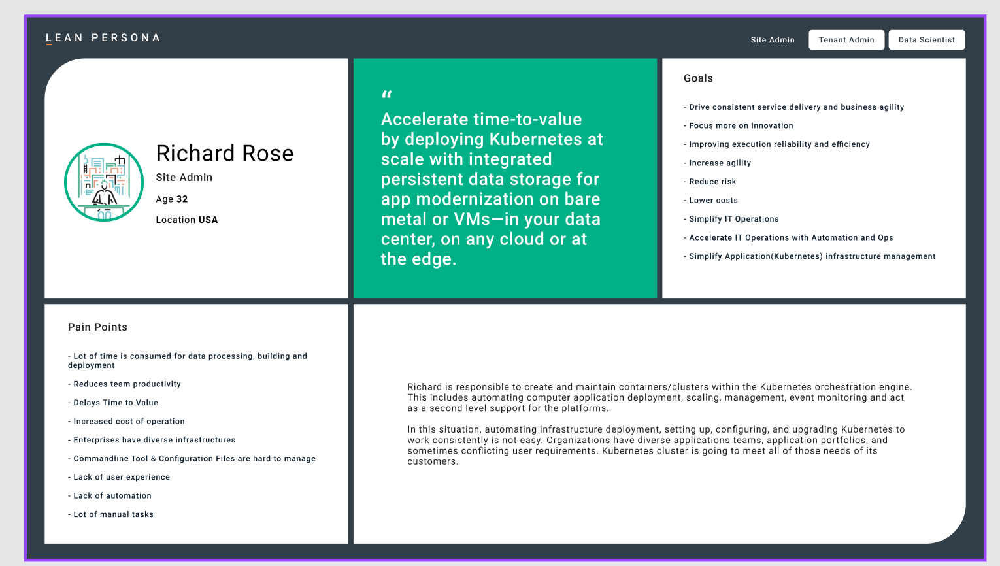 LEAN PERSONA
Site Admin
Tenant Admin
Data Scientist
Richard Rose
Site Admin
Age 32
Location USA
“
Accelerate time-to-value
by deploying Kubernetes at
scale with integrated
persistent data storage for
app modernization on bare
metal or VMs—in your data
center, on any cloud or at
the edge.
Goals
- Drive consistent service delivery and business agility
- Focus more on innovation
- Improving execution reliability and efficiency
- Increase agility
- Reduce risk
- Lower costs
- Simplify IT Operations
- Accelerate IT Operations with Automation and Ops
- Simplify Application(Kubernetes) infrastructure management
Pain Points
- Lot of time is consumed for data processing, building and
deployment
- Reduces team productivity
- Delays Time to Value
- Increased cost of operation
- Enterprises have diverse infrastructures
- Commandline Tool & Configuration Files are hard to manage
- Lack of user experience
- Lack of automation
- Lot of manual tasks
Richard is responsible to create and maintain containers/clusters within the Kubernetes orchestration engine.
This includes automating computer application deployment, scaling, management, event monitoring and act
as a second level support for the platforms.
In this situation, automating infrastructure deployment, setting up, configuring, and upgrading Kubernetes to
work consistently is not easy. Organizations have diverse applications teams, application portfolios, and
sometimes conflicting user requirements. Kubernetes cluster is going to meet all of those needs of its
customers.